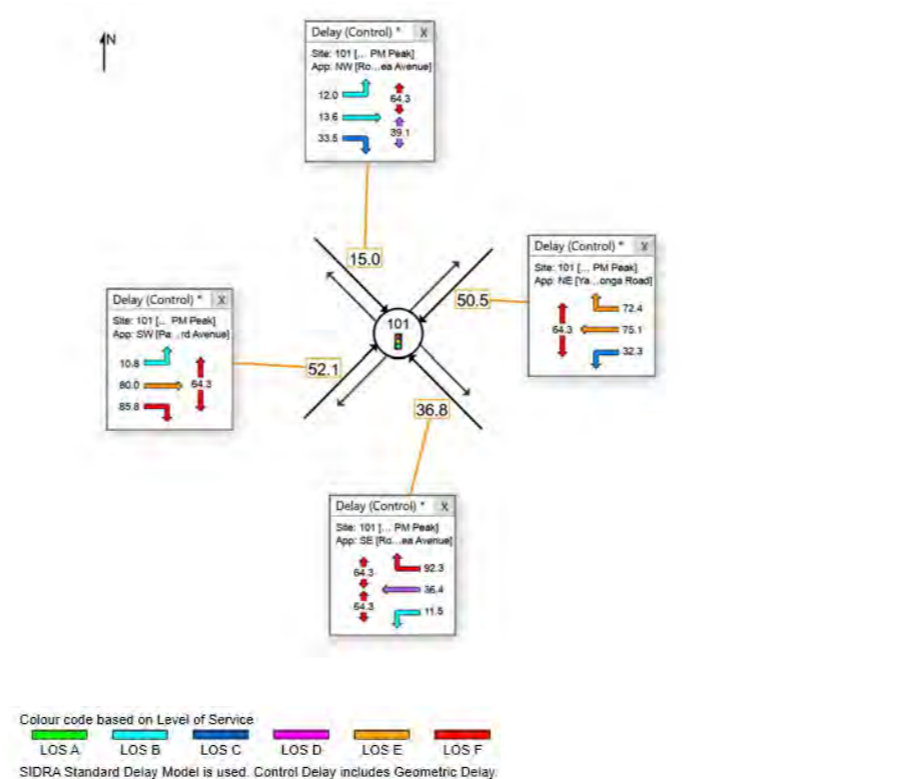 N
Delay (Control) * X
Site: 101 [... PM Peak]
App: NW [Ro...ea Avenue]
12.0
64.3
13.6
39.1
33.5
15.0
Delay (Control) * X
Site: 101 [... PM Peak]
App: NE [Ya...onga Road]
72.4
64.3
75.1
32.3
50.5
101
Delay (Control) * X
Site: 101 [... PM Peak]
App: SW [Pa...rd Avenue]
10.8
80.0
64.3
85.8
52.1
36.8
Delay (Control) * X
Site: 101 [... PM Peak]
App: SE [Ro...ea Avenue]
64.3
92.3
36.4
64.3
11.5
Colour code based on Level of Service
LOS A LOS B LOS C LOS D LOS E LOS F
SIDRA Standard Delay Model is used. Control Delay includes Geometric Delay.